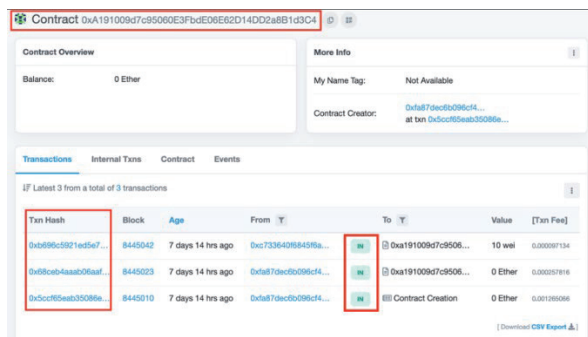 Contract 0xA191009d7c95060E3FbdE06E62D14DD2a8B1d3C4
Contract Overview
Balance: 0 Ether
More Info
My Name Tag: Not Available
Contract Creator: 0xfa87dec6b096cf4...
at txn 0x5ccf65eab35086e...
Transactions Internal Txns Contract Events
Latest 3 from a total of 3 transactions
Txn Hash Block Age From To Value [Txn Fee]
0xb696c5921ed5e7... 8445042 7 days 14 hrs ago 0xc733640f6845f6a... IN 0xa191009d7c9506... 10 wei 0.000097134
0x68ceb4aaab06aaf... 8445023 7 days 14 hrs ago 0xfa87dec6b096cf4... IN 0xa191009d7c9506... 0 Ether 0.000257816
0x5ccf65eab35086e... 8445010 7 days 14 hrs ago 0xfa87dec6b096cf4... IN Contract Creation 0 Ether 0.001265066
[ Download CSV Export ]